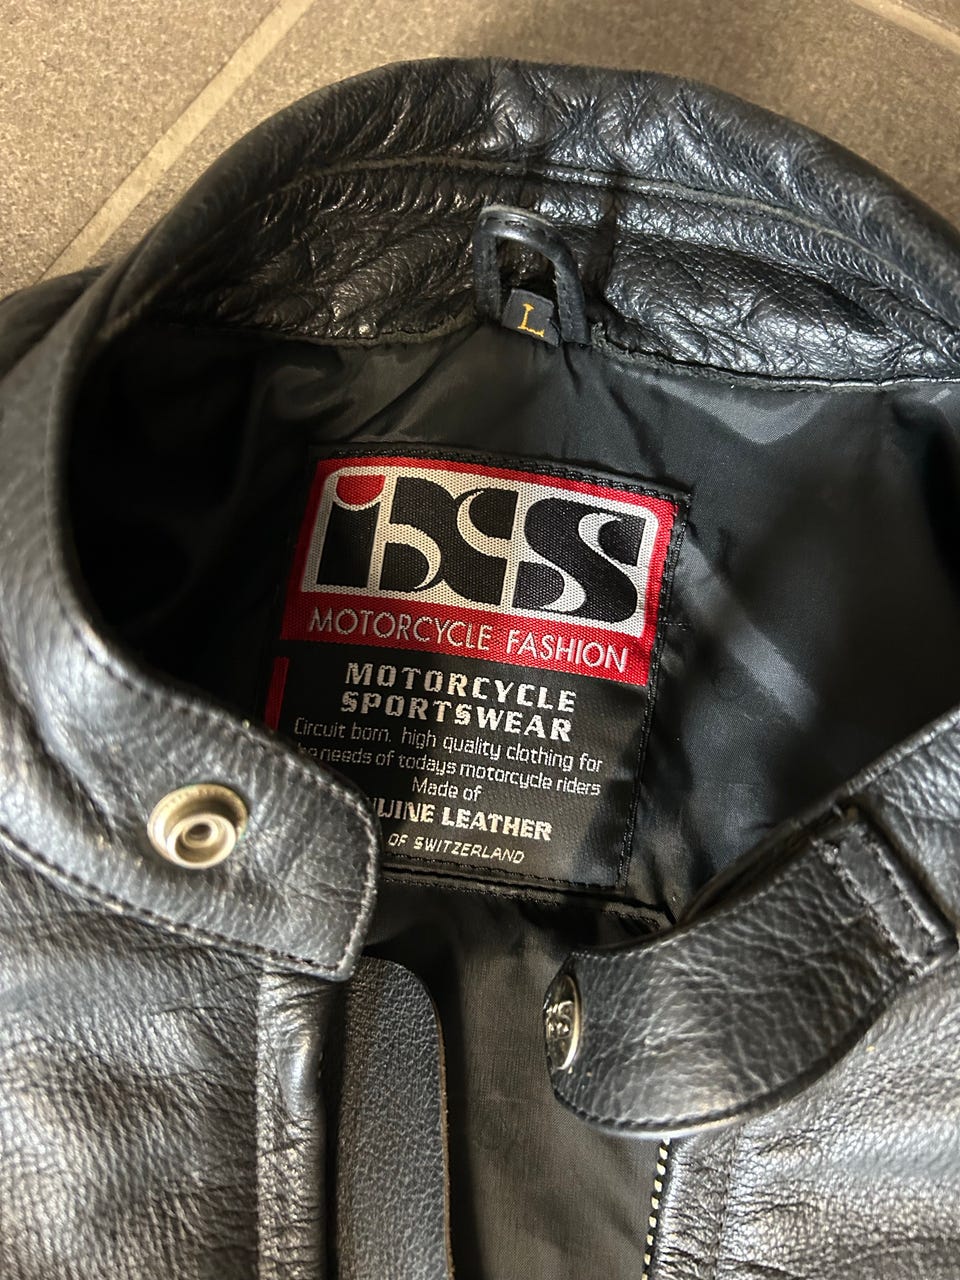 L
iXS
MOTORCYCLE FASHION
MOTORCYCLE
SPORTSWEAR
Circuit born, high quality clothing for
needs of todays motorcycle riders
Made of
LEATHER
OF SWITZERLAND